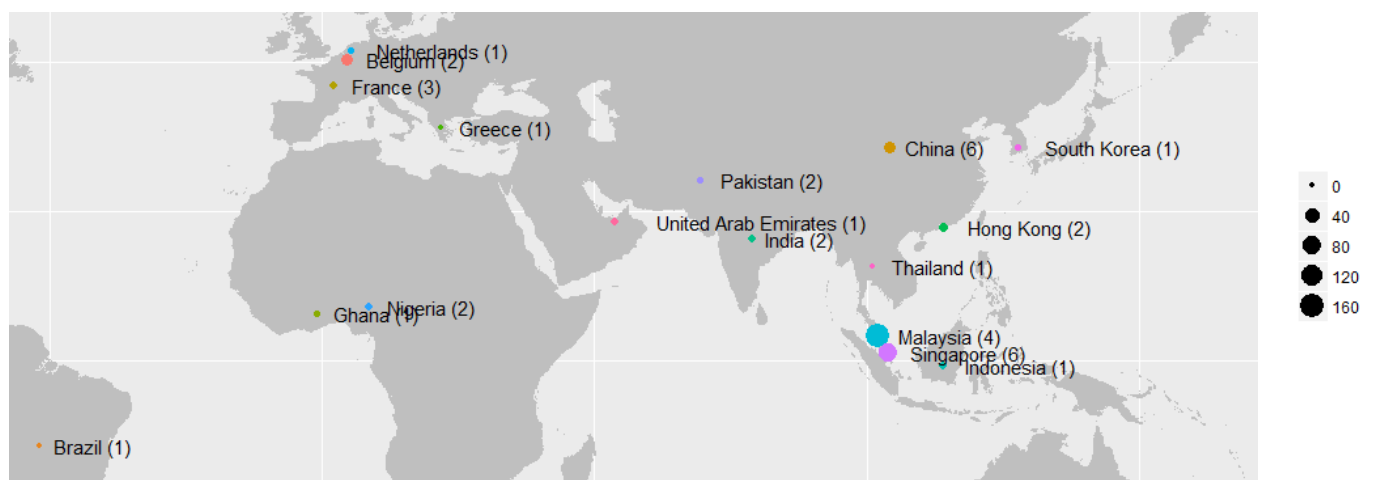 Netherlands (1)
Belgium (2)
France (3)
Greece (1)
China (6)
South Korea (1)
Pakistan (2)
United Arab Emirates (1)
Hong Kong (2)
India (2)
Thailand (1)
Nigeria (2)
Ghana (1)
Malaysia (4)
Singapore (6)
Indonesia (1)
Brazil (1)
0
40
80
120
160